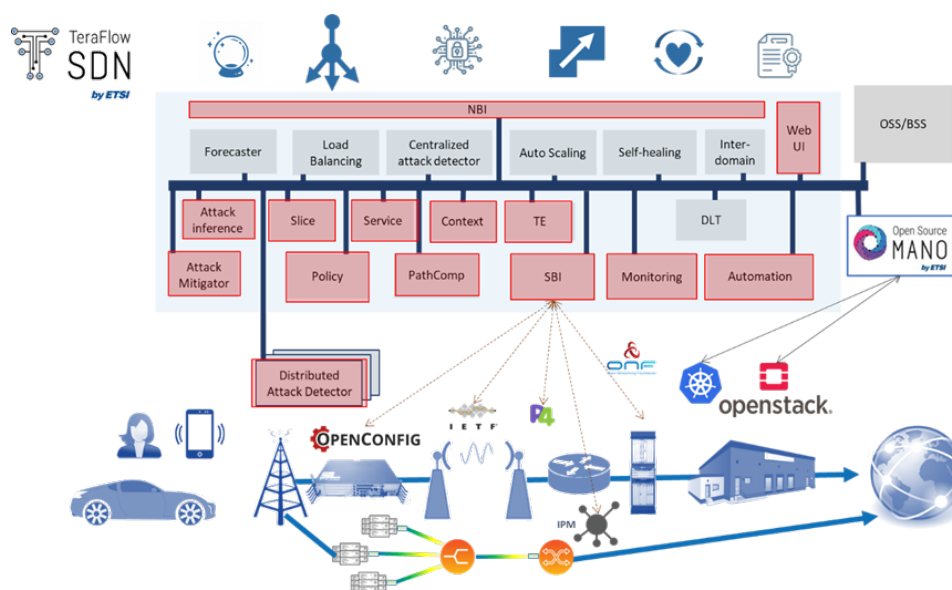 TeraFlow
SDN
by ETSI
NBI
Web
UI
OSS/BSS
Forecaster
Load
Balancing
Centralized
attack detector
Auto Scaling
Self-healing
Inter-
domain
Attack
inference
Slice
Service
Context
TE
DLT
Open Source
MANO
by ETSI
Attack
Mitigator
Policy
PathComp
SBI
Monitoring
Automation
Distributed
Attack Detector
ONF
openstack.
OPENCONFIG
IETF
P4
IPM